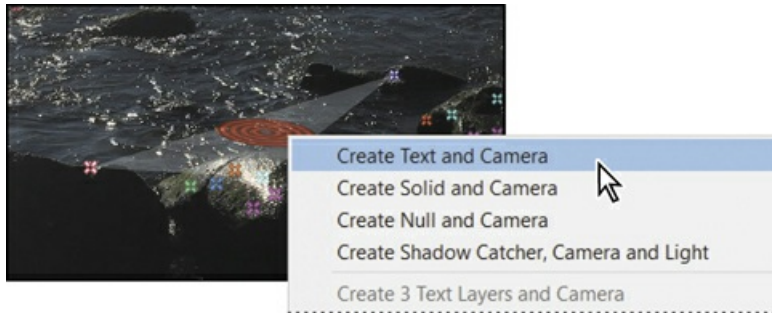 Create Text and Camera
Create Solid and Camera
Create Null and Camera
Create Shadow Catcher, Camera and Light
Create 3 Text Layers and Camera